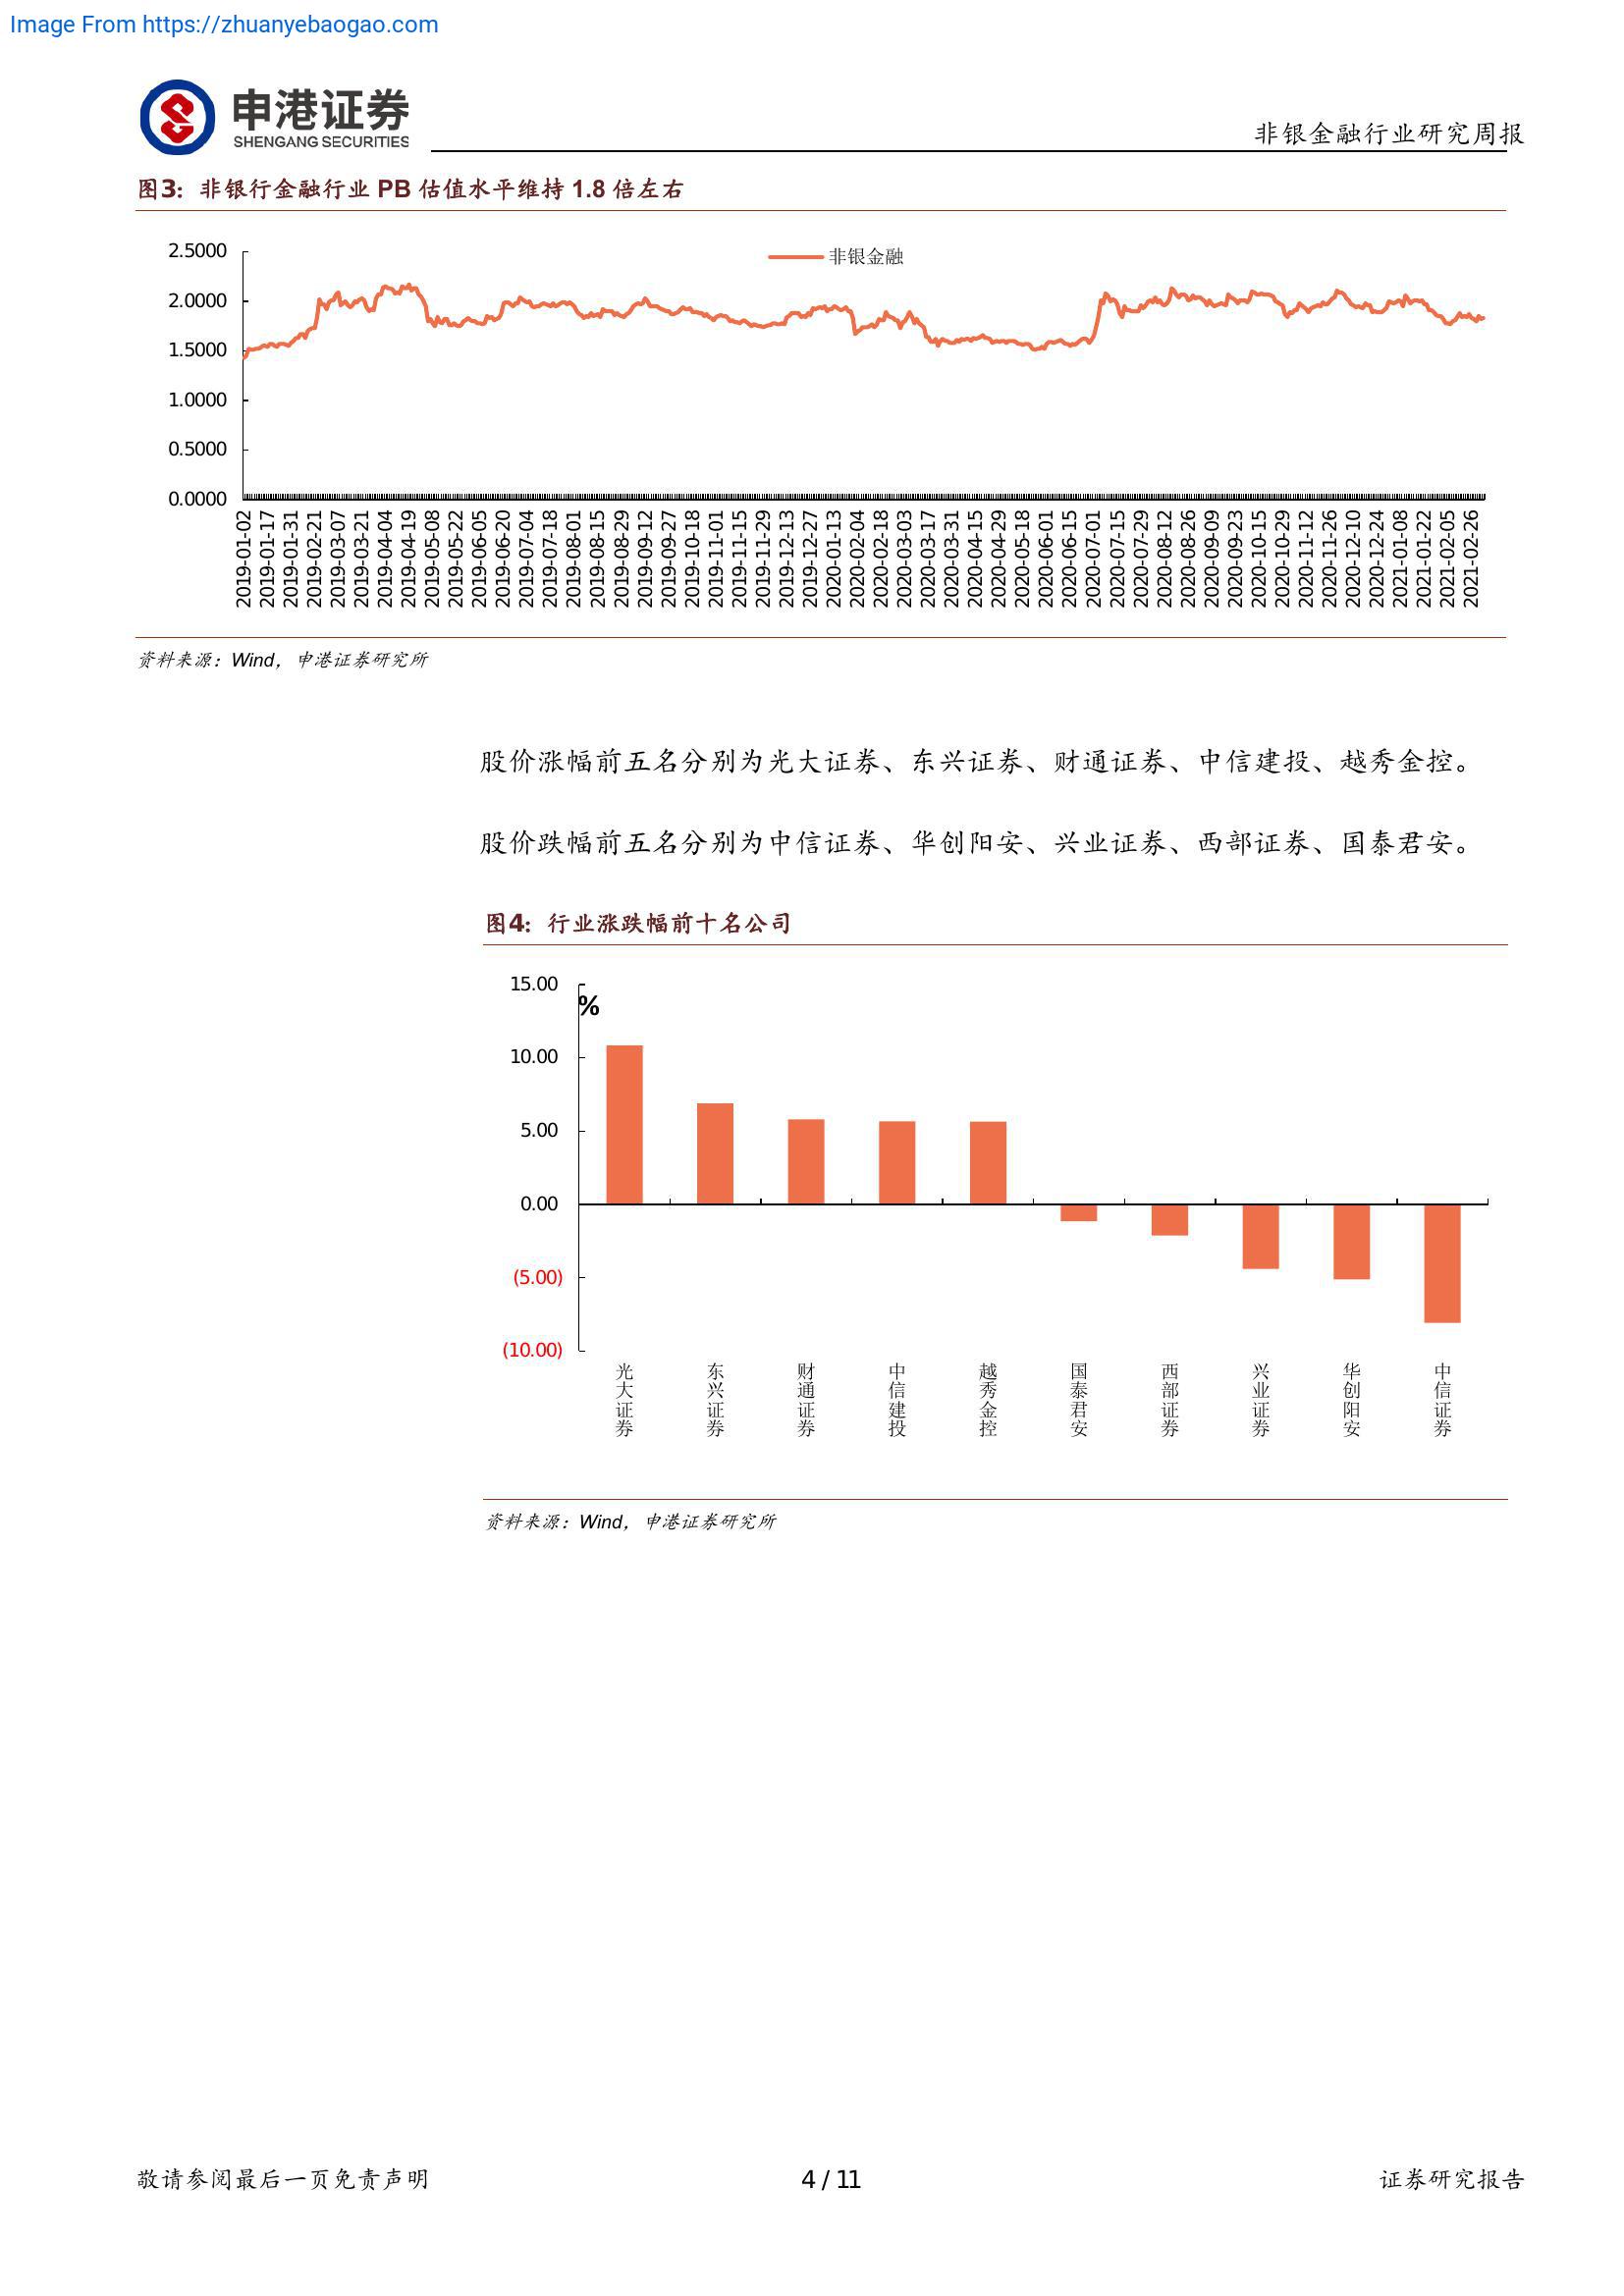 Image From https://zhuanyebaogao.com
申港证券
SHENGANG SECURITIES
非银金融行业研究周报
图3: 非银行金融行业 PB 估值水平维持 1.8 倍左右
非银金融
2.5000
2.0000
1.5000
1.0000
0.5000
0.0000
2019-01-02
2019-01-17
2019-01-31
2019-02-21
2019-03-07
2019-03-21
2019-04-04
2019-04-19
2019-05-08
2019-05-22
2019-06-05
2019-06-20
2019-07-04
2019-07-18
2019-08-01
2019-08-15
2019-08-29
2019-09-12
2019-09-27
2019-10-18
2019-11-01
2019-11-15
2019-11-29
2019-12-13
2019-12-27
2020-01-13
2020-02-04
2020-02-18
2020-03-03
2020-03-17
2020-03-31
2020-04-15
2020-04-29
2020-05-18
2020-06-01
2020-06-15
2020-07-01
2020-07-15
2020-07-29
2020-08-12
2020-08-26
2020-09-09
2020-09-23
2020-10-15
2020-10-29
2020-11-12
2020-11-26
2020-12-10
2020-12-24
2021-01-08
2021-01-22
2021-02-05
2021-02-26
资料来源：Wind，申港证券研究所
股价涨幅前五名分别为光大证券、东兴证券、财通证券、中信建投、越秀金控。
股价跌幅前五名分别为中信证券、华创阳安、兴业证券、西部证券、国泰君安。
图4: 行业涨跌幅前十名公司
%
15.00
10.00
5.00
0.00
(5.00)
(10.00)
光大证券
东兴证券
财通证券
中信建投
越秀金控
国泰君安
西部证券
兴业证券
华创阳安
中信证券
资料来源：Wind，申港证券研究所
敬请参阅最后一页免责声明
4 / 11
证券研究报告